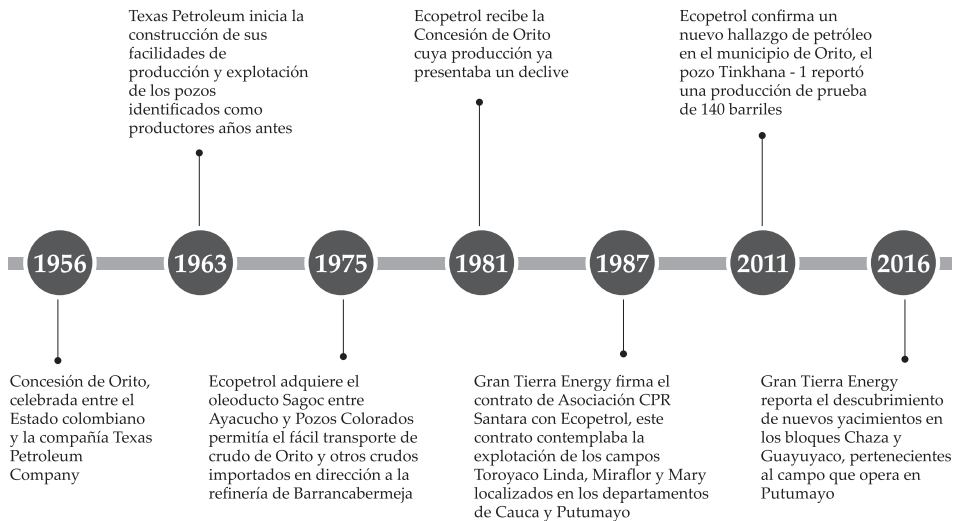 Texas Petroleum inicia la
construcción de sus
facilidades de
producción y explotación
de los pozos
identificados como
productores años antes
Ecopetrol recibe la
Concesión de Orito
cuya producción ya
presentaba un declive
Ecopetrol confirma un
nuevo hallazgo de petróleo
en el municipio de Orito, el
pozo Tinkhana - 1 reportó
una producción de prueba
de 140 barriles
1956
1963
1975
1981
1987
2011
2016
Concesión de Orito,
celebrada entre el
Estado colombiano
y la compañía Texas
Petroleum
Company
Ecopetrol adquiere el
oleoducto Sagoc entre
Ayacucho y Pozos Colorados
permitía el fácil transporte de
crudo de Orito y otros crudos
importados en dirección a la
refinería de Barrancabermeja
Gran Tierra Energy firma el
contrato de Asociación CPR
Santara con Ecopetrol, este
contrato contemplaba la
explotación de los campos
Toroyaco Linda, Miraflor y Mary
localizados en los departamentos
de Cauca y Putumayo
Gran Tierra Energy
reporta el descubrimiento
de nuevos yacimientos en
los bloques Chaza y
Guayuyaco, pertenecientes
al campo que opera en
Putumayo